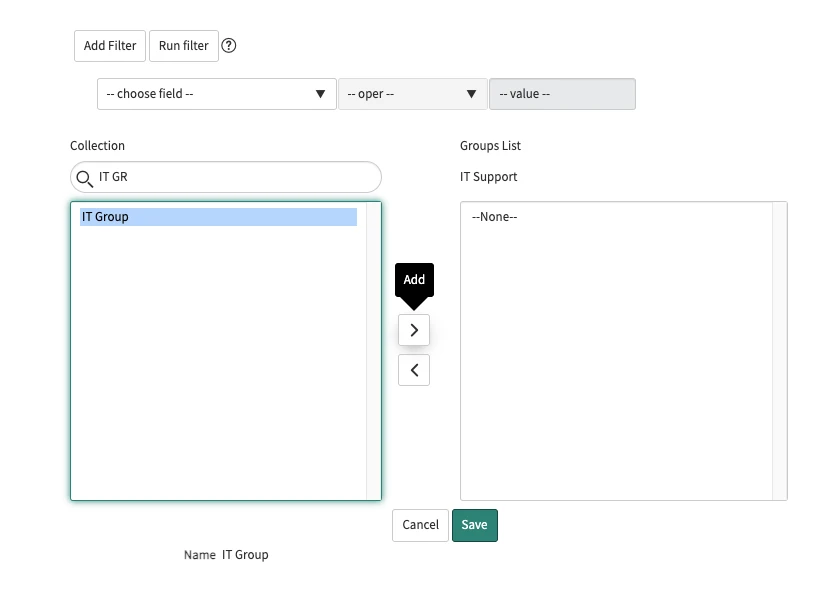 Add Filter Run filter ?
-- choose field -- -- oper -- -- value --
Collection Groups List
IT GR IT Support
IT Group --None--
Add
Cancel Save
Name IT Group